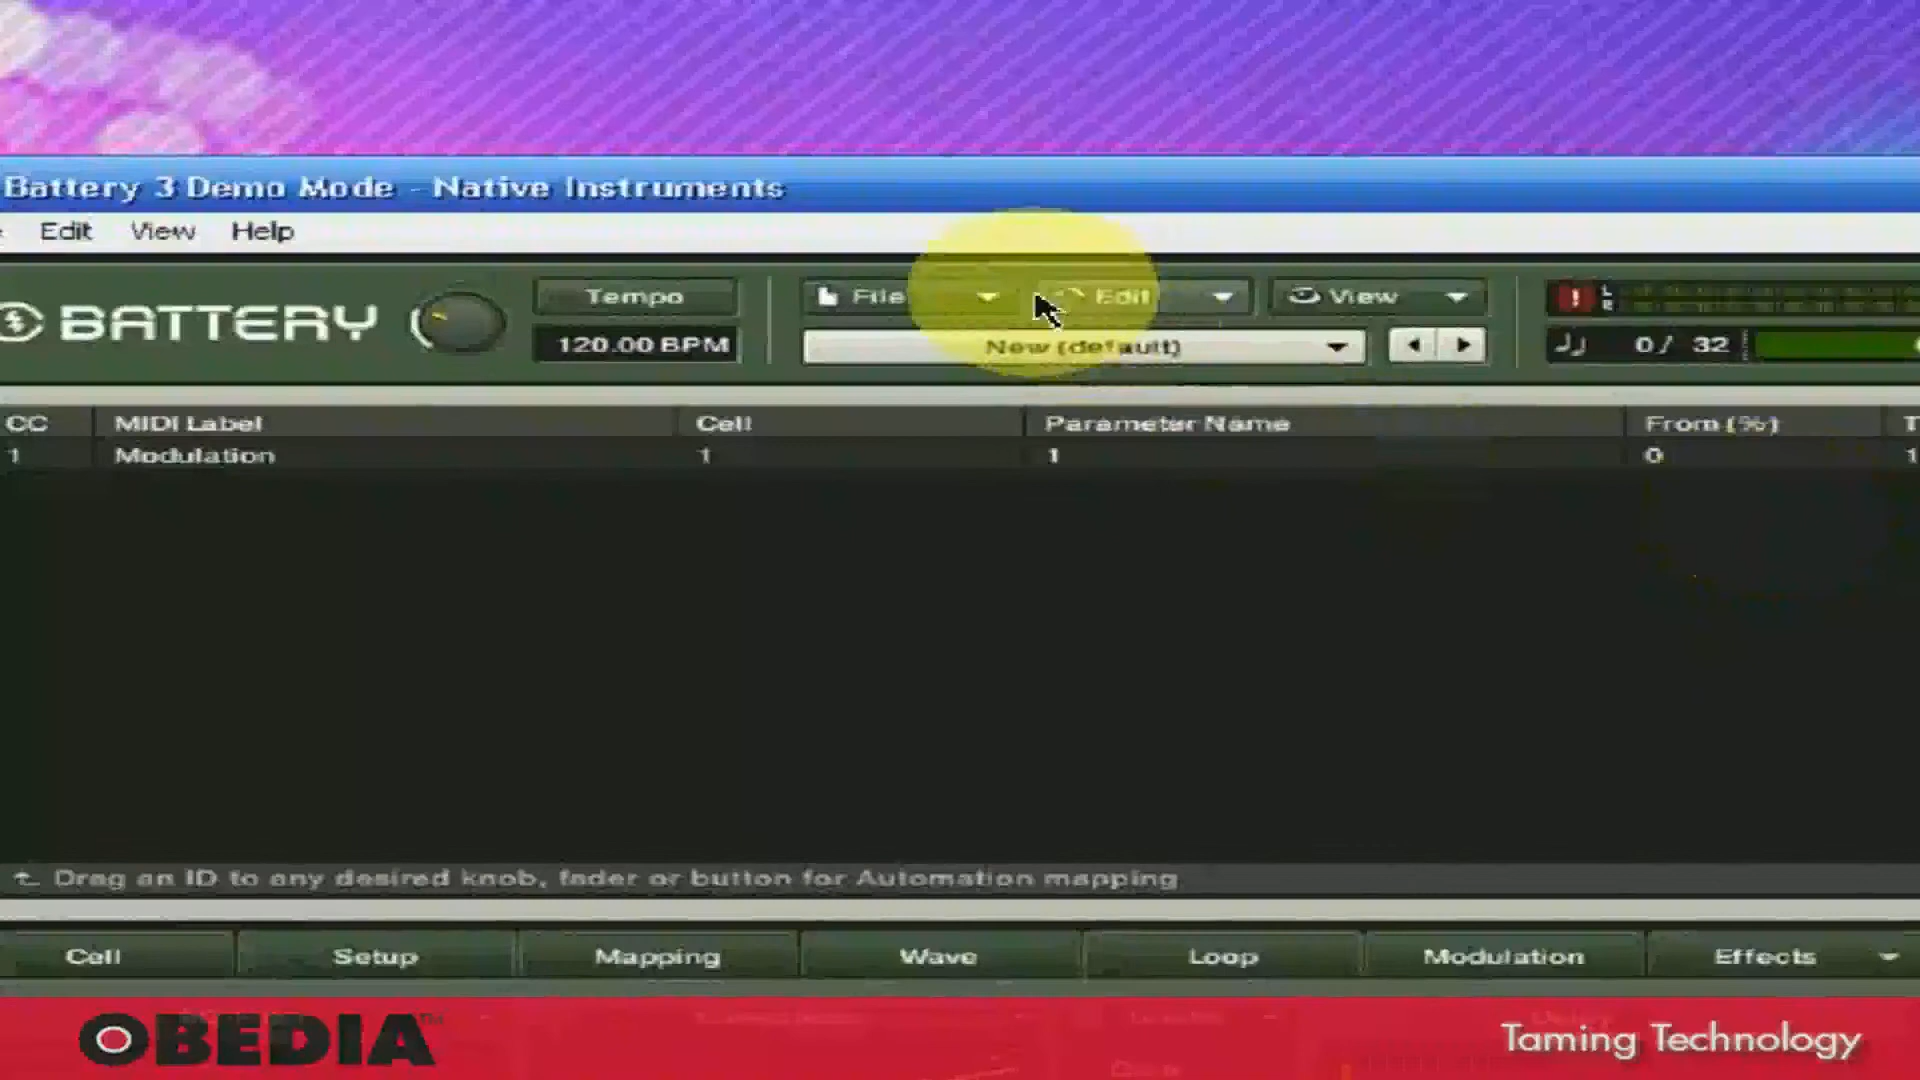 Battery 3 Demo Mode - Native Instruments
Edit View Help
BATTERY Tempo File Edit View ! L R
120.00 BPM New (default) 0 / 32
CC MIDI Label Cell Parameter Name From (%) T
1 Modulation 1 1 0 1
Drag an ID to any desired knob, fader or button for Automation mapping
Cell Setup Mapping Wave Loop Modulation Effects
OBEDIA™ Taming Technology